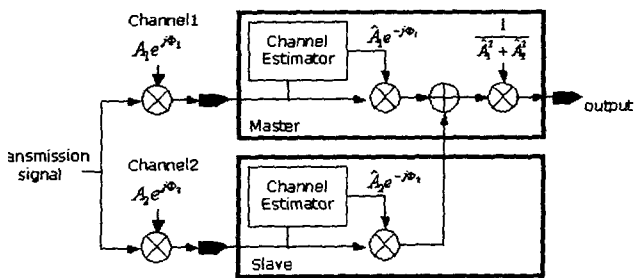 Channel1
A₁e^{jΦ₁}
Channel Estimator
Â₁e^{-jΦ₁}
1 / (Â₁² + Â₂²)
Master
output
ansmission
signal
Channel2
A₂e^{jΦ₂}
Channel Estimator
Â₂e^{-jΦ₂}
Slave